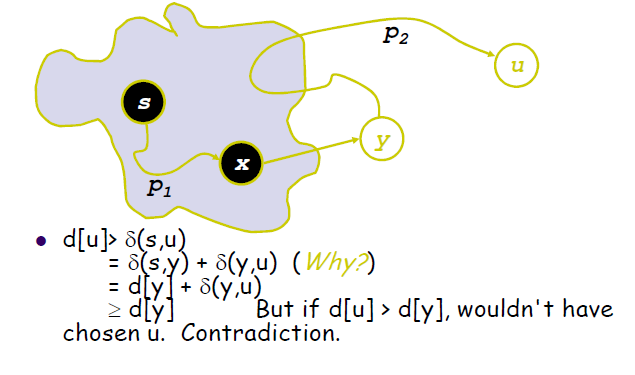 p₂
u
s
y
x
p₁
• d[u]> δ(s,u)
= δ(s,y) + δ(y,u) (Why?)
= d[y] + δ(y,u)
≥ d[y] But if d[u] > d[y], wouldn't have
chosen u. Contradiction.